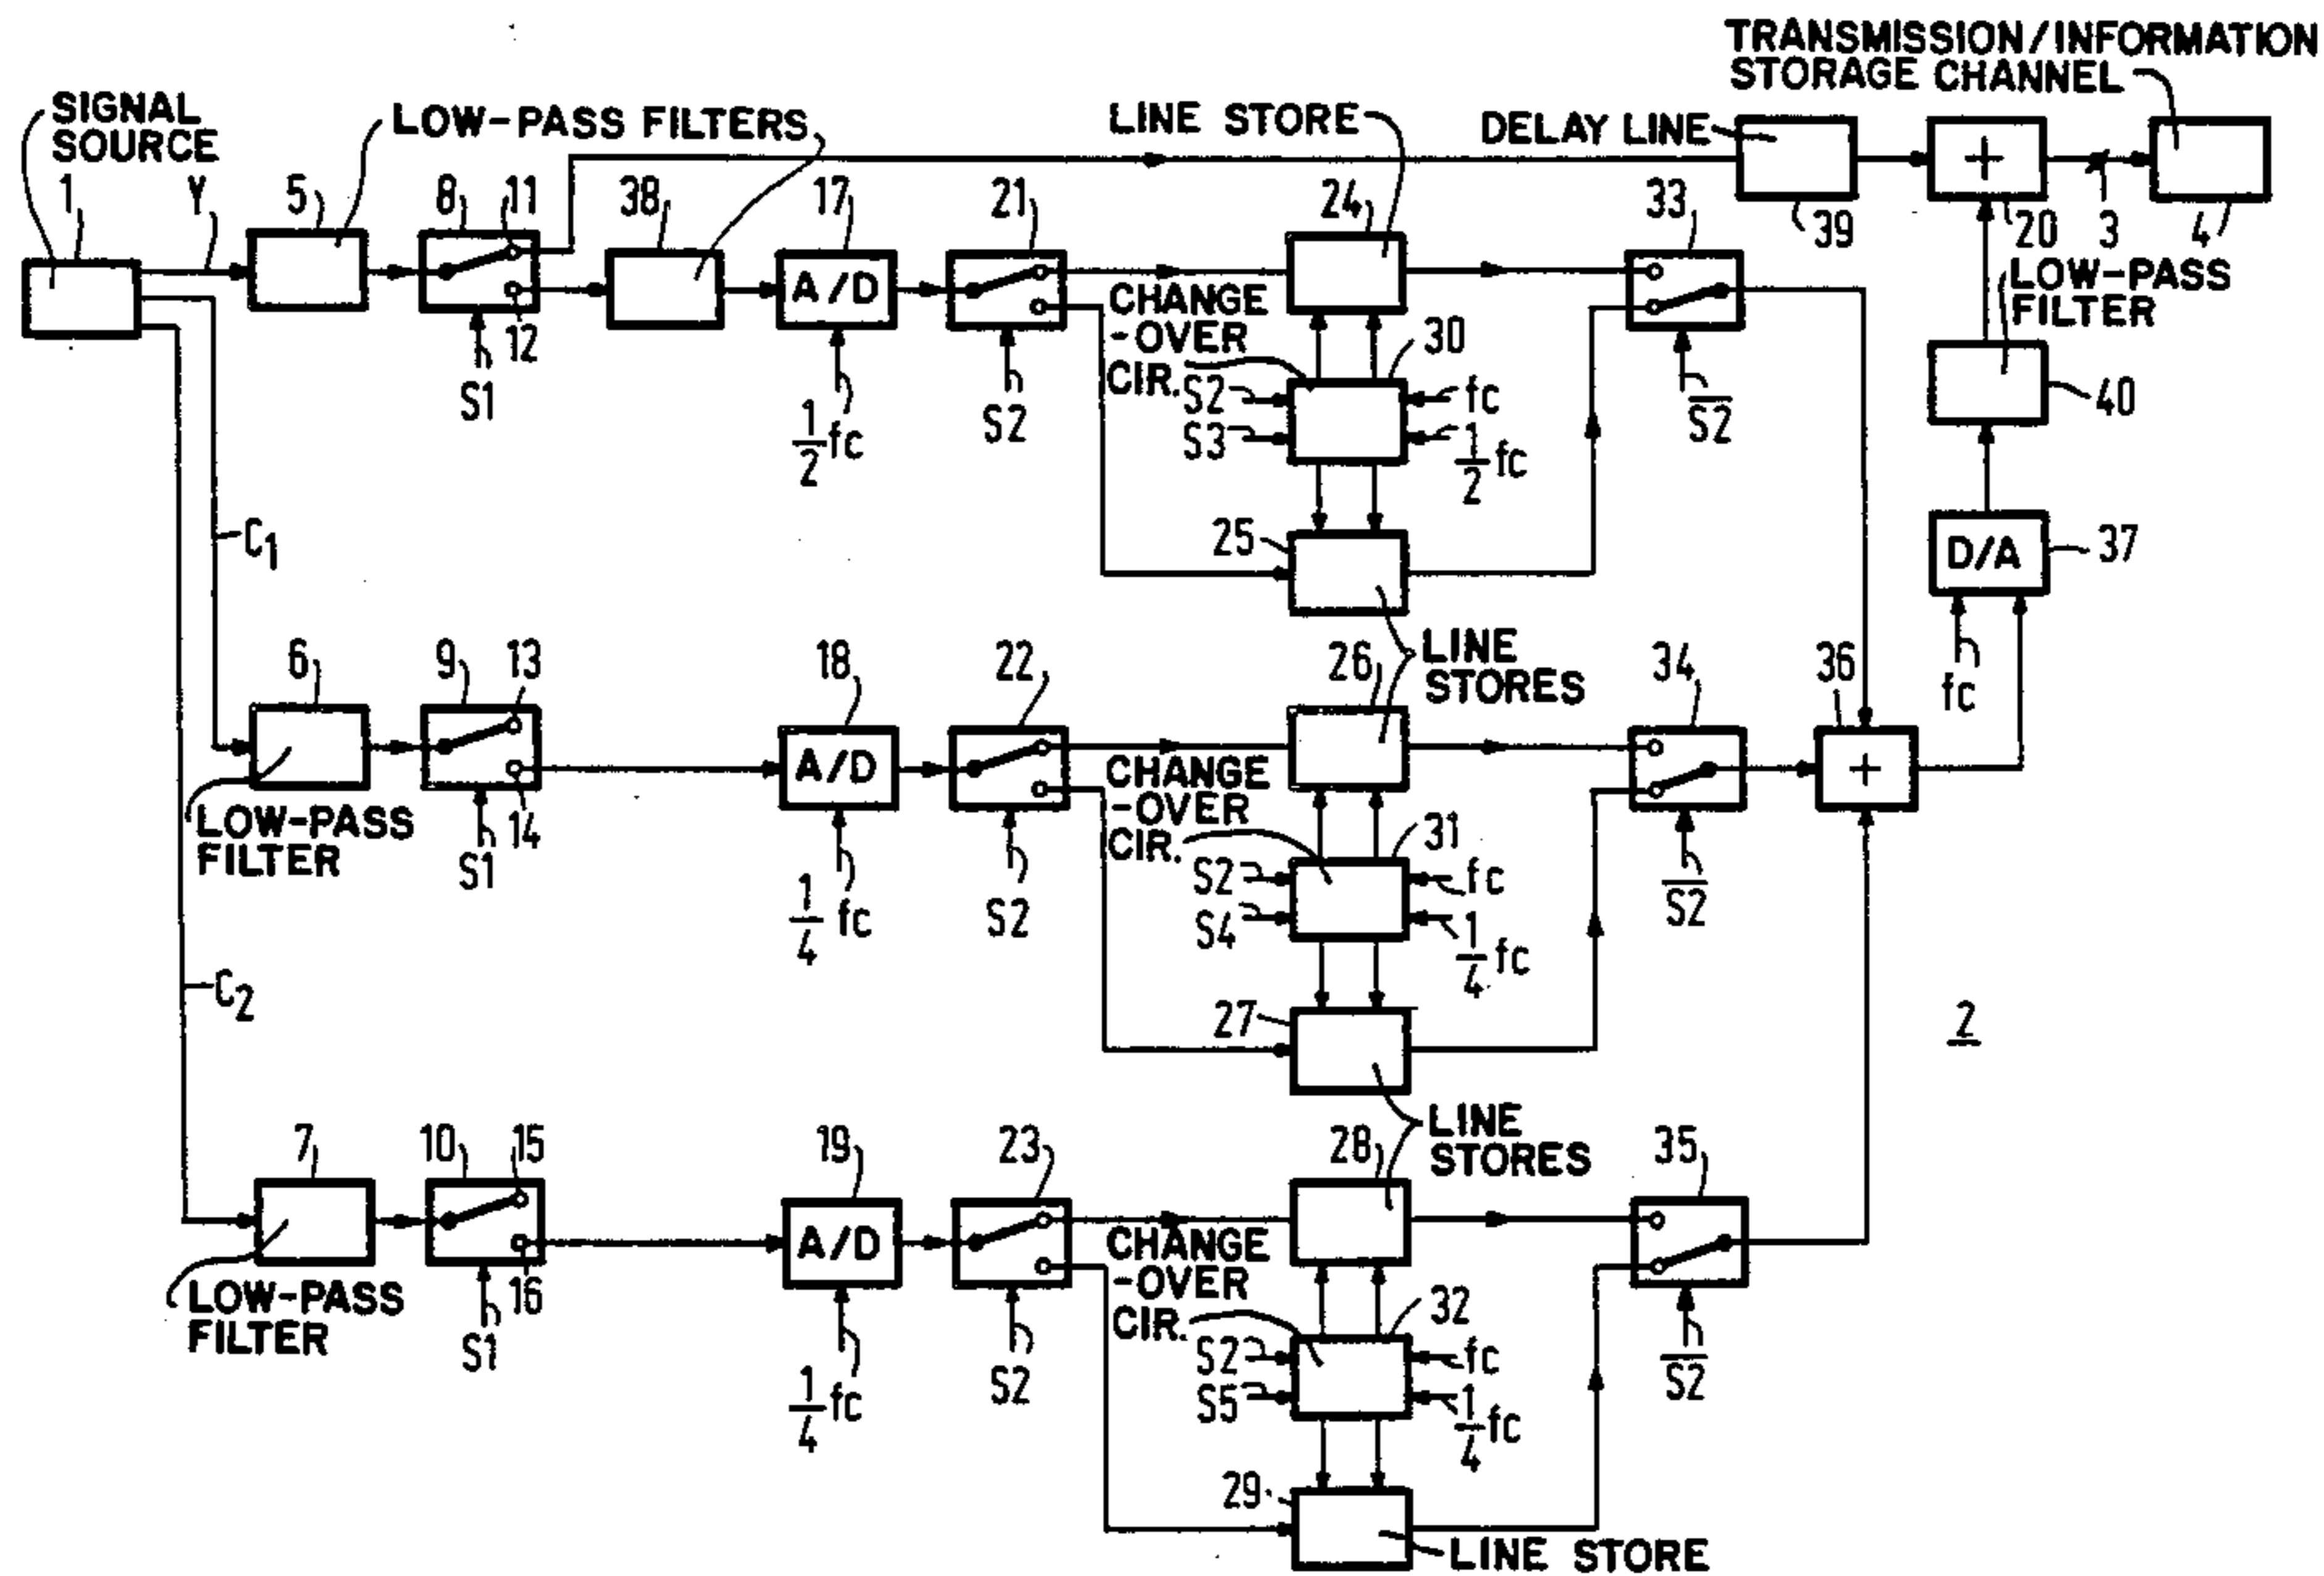 TRANSMISSION/INFORMATION
STORAGE CHANNEL
SIGNAL
SOURCE
LOW-PASS FILTERS
LINE STORE
DELAY LINE
1
Y
5
8
11
38
17
21
24
33
39
20
3
4
12
S1
A/D
1/2 fc
S2
CHANGE
-OVER
CIR.
30
S2
S3
fc
1/2 fc
25
S2
LOW-PASS
FILTER
40
D/A
37
fc
C1
LINE
STORES
6
9
13
18
22
26
34
36
LOW-PASS
FILTER
14
S1
A/D
1/4 fc
S2
CHANGE
-OVER
CIR.
31
S2
S4
fc
1/4 fc
27
S2
+
+
C2
2
LINE
STORES
7
10
15
19
23
28
35
LOW-PASS
FILTER
16
S1
A/D
1/4 fc
S2
CHANGE
-OVER
CIR.
32
S2
S5
fc
1/4 fc
29
S2
LINE STORE